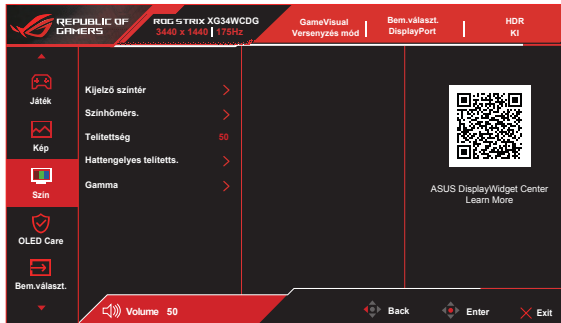 REPUBLIC OF
GAMERS
ROG STRIX XG34WCDG
3440 x 1440 175Hz
GameVisual
Versenyzés mód
Bem.választ.
DisplayPort
HDR
KI
Játék
Kép
Szín
OLED Care
Bem.választ.
Kijelző színtér
Színhőmérs.
Telítettség 50
Hattengelyes telítetts.
Gamma
ASUS DisplayWidget Center
Learn More
Volume 50
Back
Enter
Exit